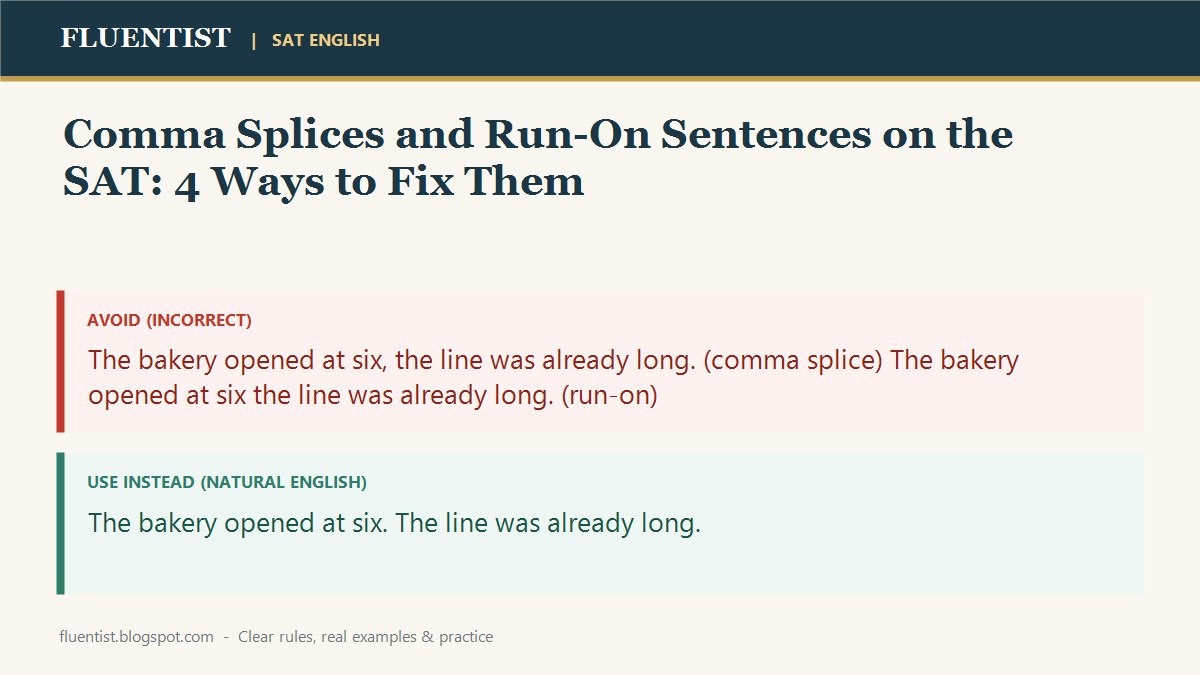 FLUENTIST | SAT ENGLISH
Comma Splices and Run-On Sentences on the
SAT: 4 Ways to Fix Them
AVOID (INCORRECT)
The bakery opened at six, the line was already long. (comma splice) The bakery
opened at six the line was already long. (run-on)
USE INSTEAD (NATURAL ENGLISH)
The bakery opened at six. The line was already long.
fluentist.blogspot.com - Clear rules, real examples & practice